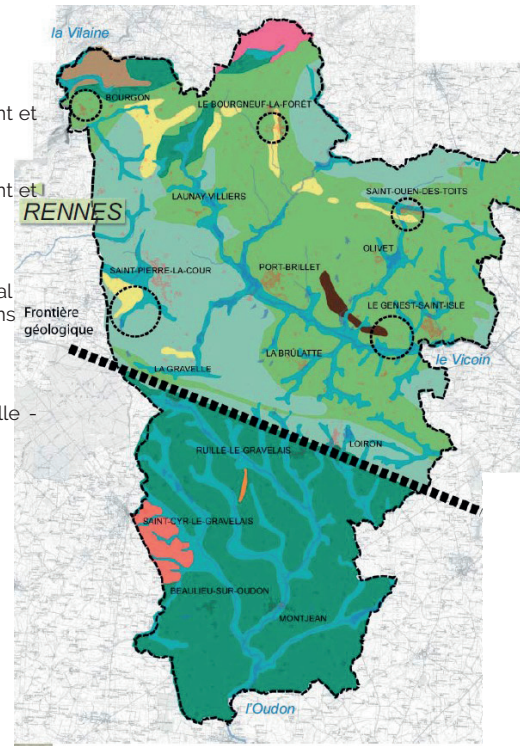 la Vilaine
BOURGON
nt et
LE BOURGNEUF-LA-FORÊT
nt et
RENNES
LAUNAY-VILLIERS
SAINT-OUEN-DES-TOITS
OLIVET
SAINT-PIERRE-LA-COUR
PORT-BRILLET
al
ns
Frontière
géologique
LE GENEST-SAINT-ISLE
LA BRÛLATTE
le Vicoin
LA GRAVELLE
lle -
LOIRON
RUILLE-LE-GRAVELAIS
SAINT-CYR-LE-GRAVELAIS
BEAULIEU-SUR-OUDON
MONTJEAN
l'Oudon